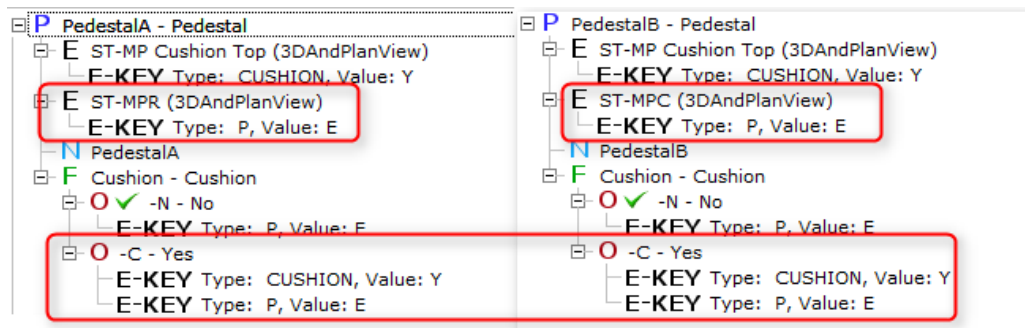 P PedestalA - Pedestal
E ST-MP Cushion Top (3DAndPlanView)
E-KEY Type: CUSHION, Value: Y
E ST-MPR (3DAndPlanView)
E-KEY Type: P, Value: E
N PedestalA
F Cushion - Cushion
O -N - No
E-KEY Type: P, Value: E
O -C - Yes
E-KEY Type: CUSHION, Value: Y
E-KEY Type: P, Value: E
P PedestalB - Pedestal
E ST-MP Cushion Top (3DAndPlanView)
E-KEY Type: CUSHION, Value: Y
E ST-MPC (3DAndPlanView)
E-KEY Type: P, Value: E
N PedestalB
F Cushion - Cushion
O -N - No
E-KEY Type: P, Value: E
O -C - Yes
E-KEY Type: CUSHION, Value: Y
E-KEY Type: P, Value: E